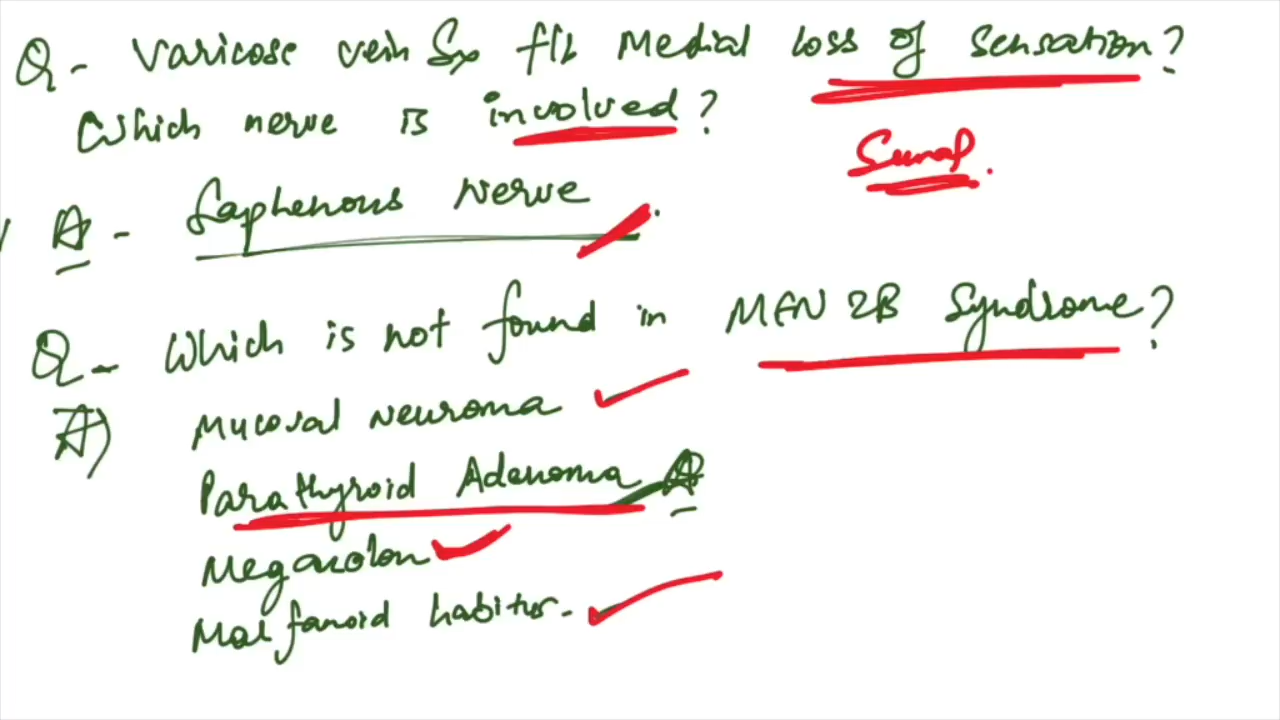 Q- Varicose vein Sx f/b Medial loss of sensation?
Which nerve is involved?
Sural.
A- Saphenous Nerve.
Q- Which is not found in MEN 2B Syndrome?
A) Mucosal Neuroma
Parathyroid Adenoma A
Megacolon
Marfanoid habitus-